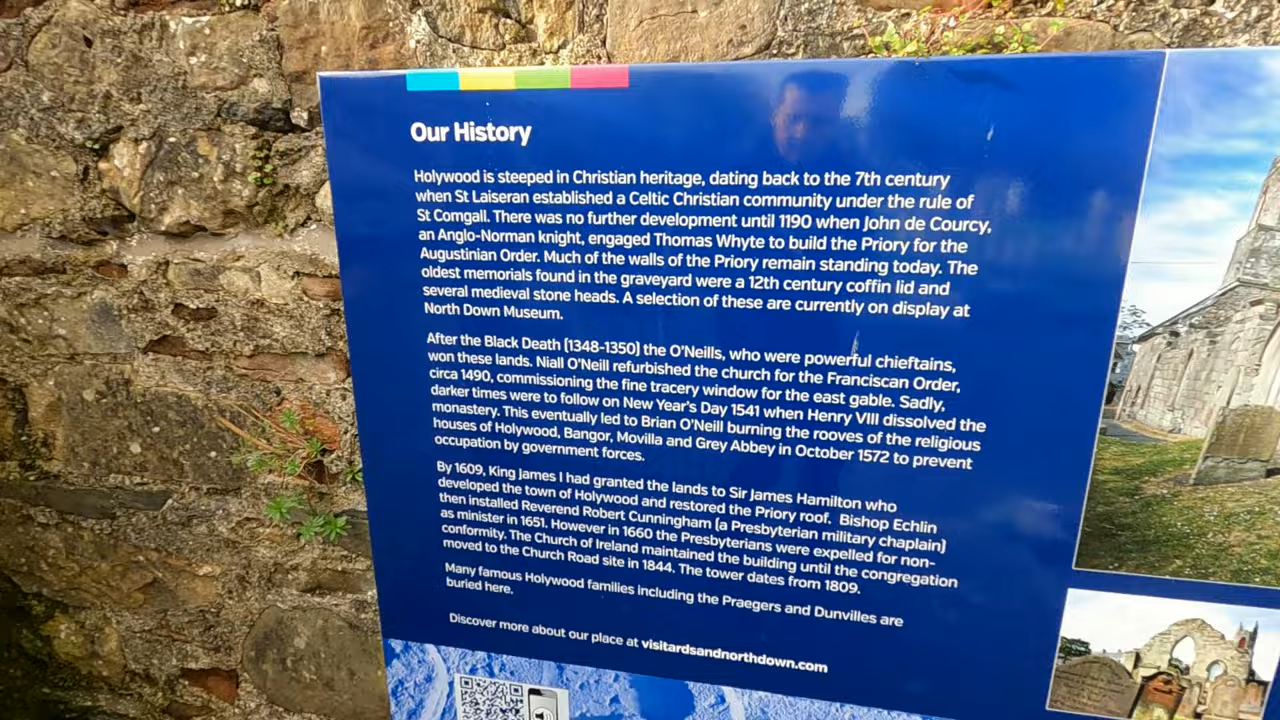 Our History
Holywood is steeped in Christian heritage, dating back to the 7th century
when St Laiseran established a Celtic Christian community under the rule of
St Comgall. There was no further development until 1190 when John de Courcy,
an Anglo-Norman knight, engaged Thomas Whyte to build the Priory for the
Augustinian Order. Much of the walls of the Priory remain standing today. The
oldest memorials found in the graveyard were a 12th century coffin lid and
several medieval stone heads. A selection of these are currently on display at
North Down Museum.
After the Black Death (1348-1350) the O'Neills, who were powerful chieftains,
won these lands. Niall O'Neill refurbished the church for the Franciscan Order,
circa 1490, commissioning the fine tracery window for the east gable. Sadly,
darker times were to follow on New Year's Day 1541 when Henry VIII dissolved the
monastery. This eventually led to Brian O'Neill burning the rooves of the religious
houses of Holywood, Bangor, Movilla and Grey Abbey in October 1572 to prevent
occupation by government forces.
By 1609, King James I had granted the lands to Sir James Hamilton who
developed the town of Holywood and restored the Priory roof. Bishop Echlin
then installed Reverend Robert Cunningham (a Presbyterian military chaplain)
as minister in 1651. However in 1660 the Presbyterians were expelled for non-
conformity. The Church of Ireland maintained the building until the congregation
moved to the Church Road site in 1844. The tower dates from 1809.
Many famous Holywood families including the Praegers and Dunvilles are
buried here.
Discover more about our place at visitardsandnorthdown.com